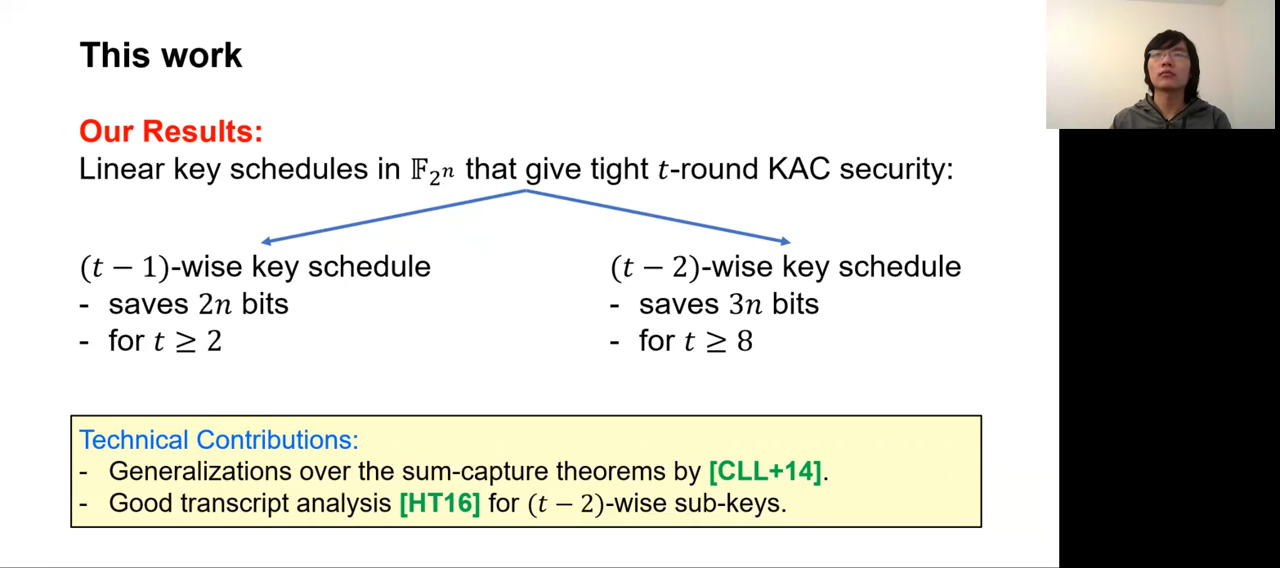 This work
Our Results:
Linear key schedules in 𝔽₂ⁿ that give tight t-round KAC security:
(t − 1)-wise key schedule
- saves 2n bits
- for t ≥ 2
(t − 2)-wise key schedule
- saves 3n bits
- for t ≥ 8
Technical Contributions:
- Generalizations over the sum-capture theorems by [CLL+14].
- Good transcript analysis [HT16] for (t − 2)-wise sub-keys.